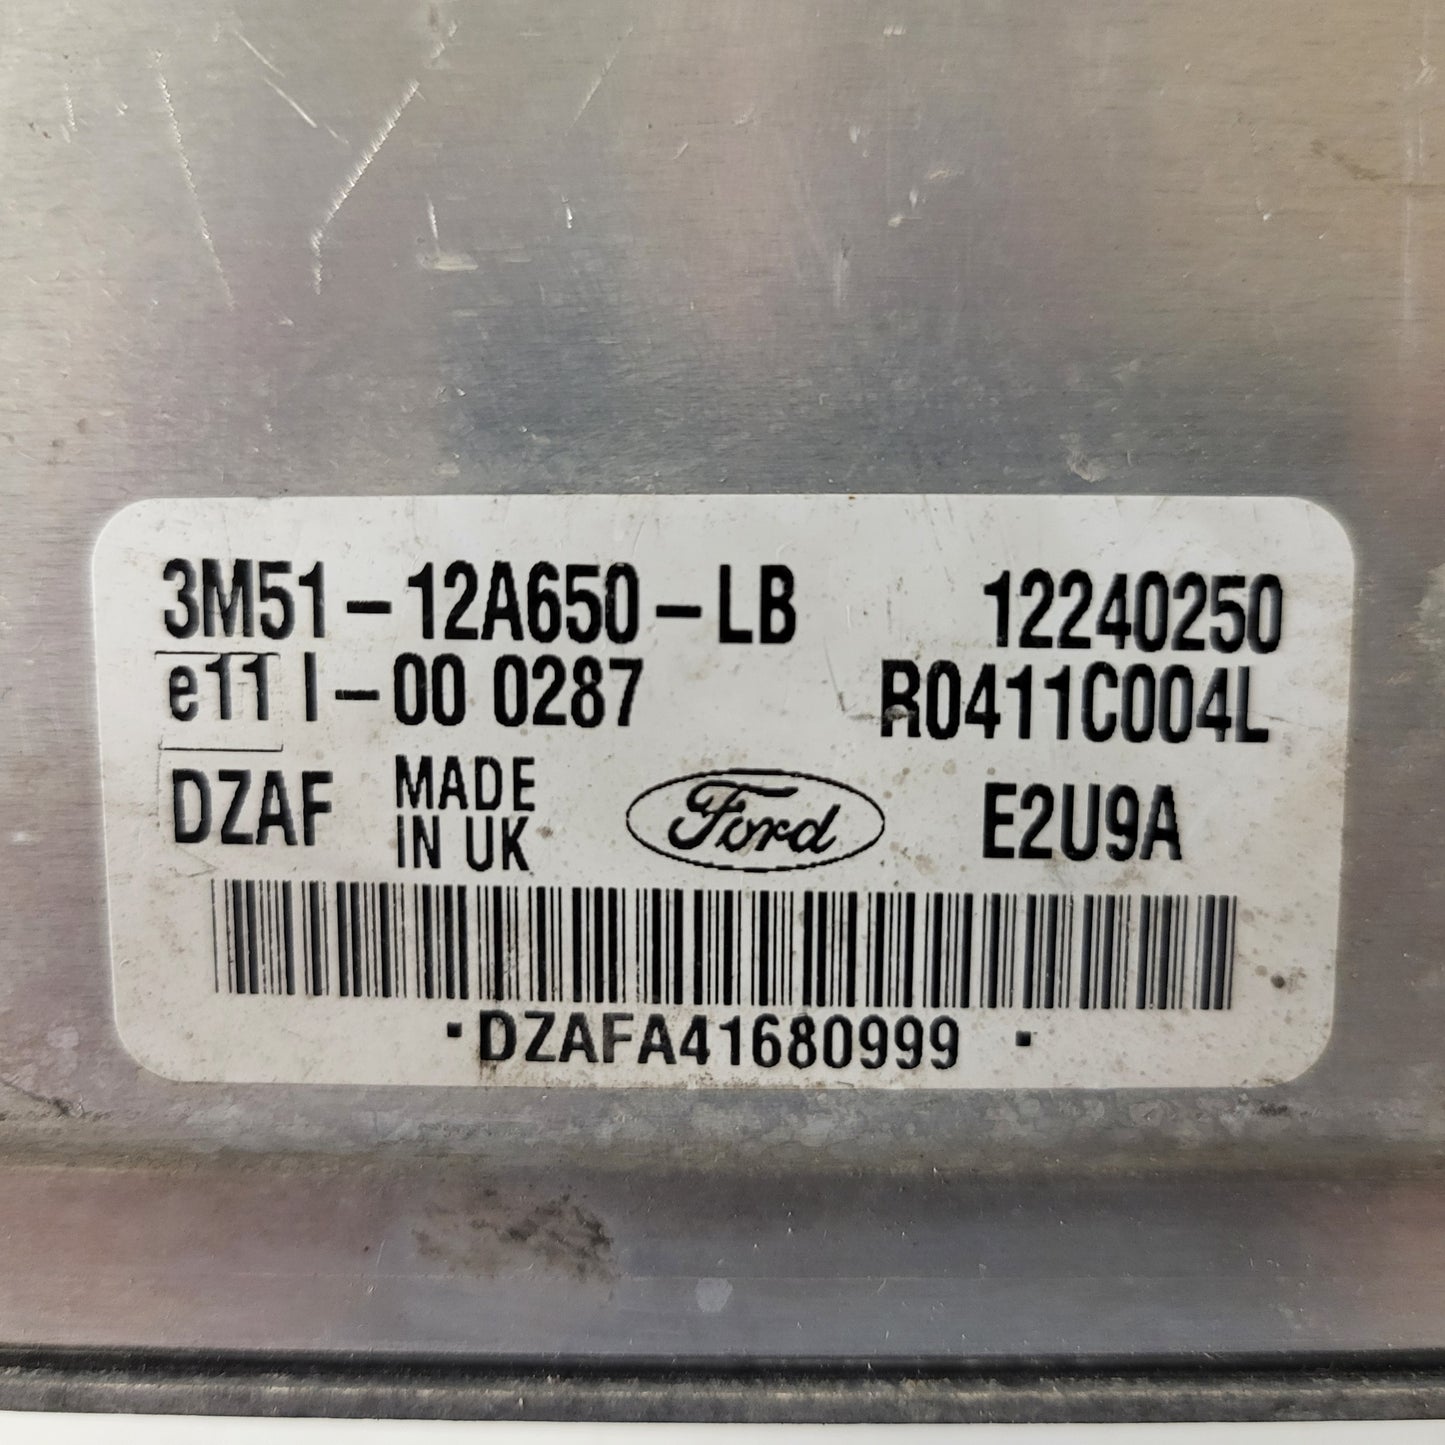 3M51-12A650-LB 12240250
e11 I-00 0287 R0411C004L
DZAF MADE IN UK Ford E2U9A
·DZAFA41680999 ·